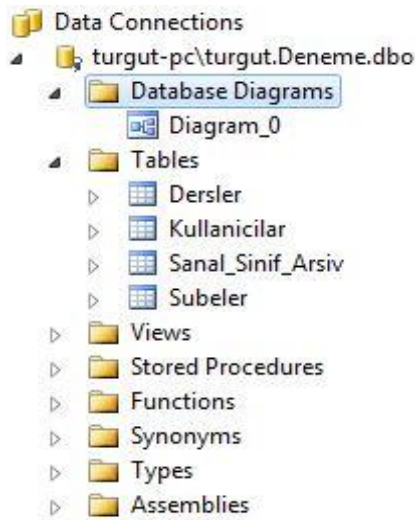 Data Connections
turgut-pc\turgut.Deneme.dbo
Database Diagrams
Diagram_0
Tables
Dersler
Kullanicilar
Sanal_Sinif_Arsiv
Subeler
Views
Stored Procedures
Functions
Synonyms
Types
Assemblies